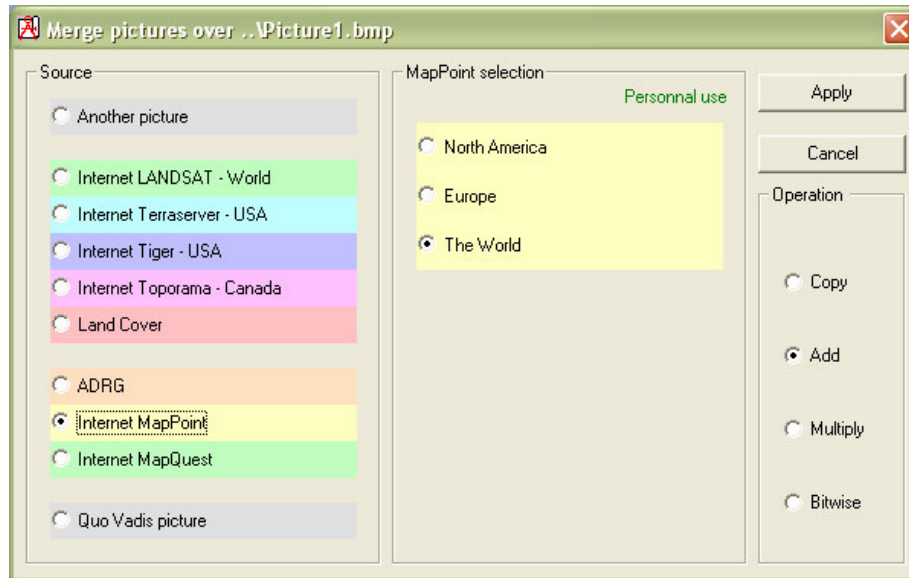 Merge pictures over ..\Picture1.bmp
Source
Another picture
Internet LANDSAT - World
Internet Terraserver - USA
Internet Tiger - USA
Internet Toporama - Canada
Land Cover
ADRG
Internet MapPoint
Internet MapQuest
Quo Vadis picture
MapPoint selection
Personnal use
North America
Europe
The World
Apply
Cancel
Operation
Copy
Add
Multiply
Bitwise